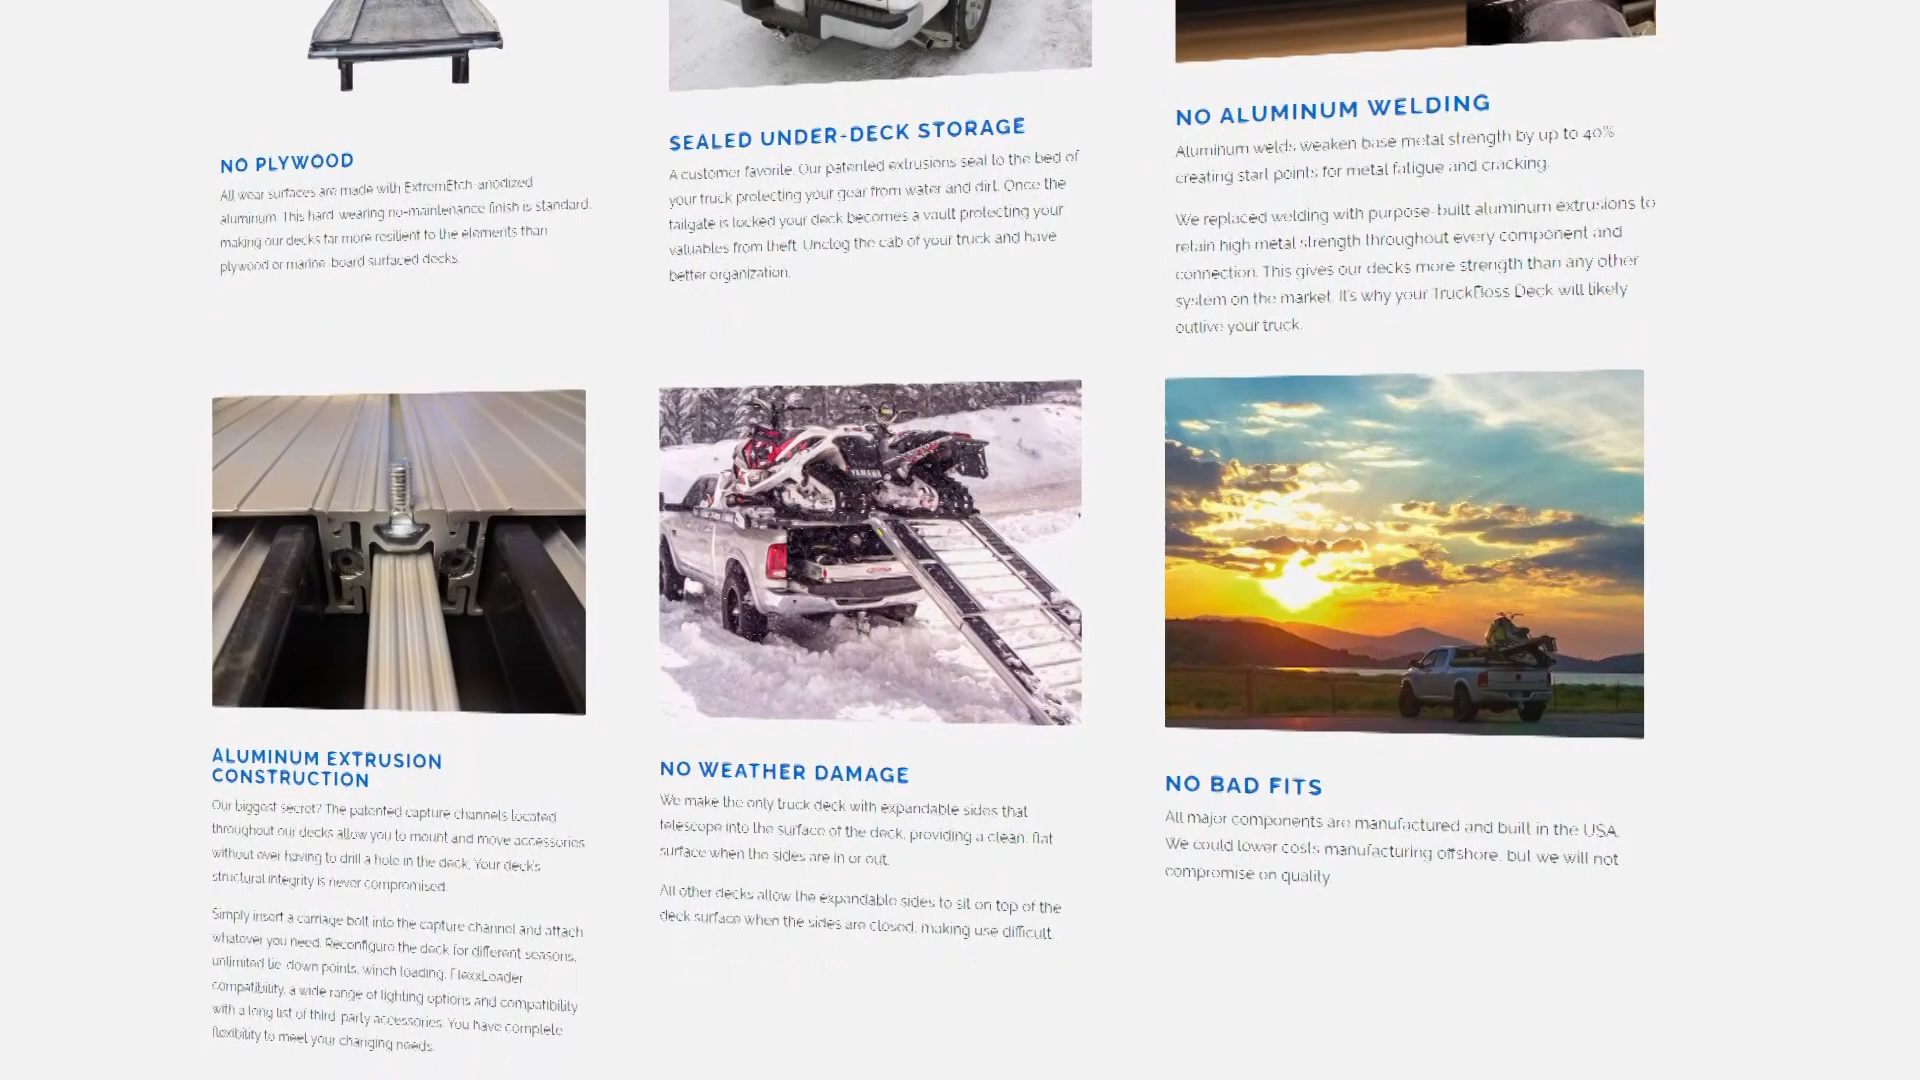 NO PLYWOOD
All wear surfaces are made with ExtremEtch-anodized
aluminum. This hard-wearing no-maintenance finish is standard,
making our decks far more resilient to the elements than
plywood or marine-board surfaced decks.
SEALED UNDER-DECK STORAGE
A customer favorite. Our patented extrusions seal to the bed of
your truck protecting your gear from water and dirt. Once the
tailgate is locked your deck becomes a vault protecting your
valuables from theft. Unclog the cab of your truck and have
better organization.
NO ALUMINUM WELDING
Aluminum welds weaken base metal strength by up to 40%
creating start points for metal fatigue and cracking.
We replaced welding with purpose-built aluminum extrusions to
retain high metal strength throughout every component and
connection. This gives our decks more strength than any other
system on the market. It's why your TruckBoss Deck will likely
outlive your truck.
YAMAHA
ALUMINUM EXTRUSION
CONSTRUCTION
Our biggest secret? The patented capture channels located
throughout our decks allow you to mount and move accessories
without ever having to drill a hole in the deck. Your deck's
structural integrity is never compromised.
Simply insert a carriage bolt into the capture channel and attach
whatever you need. Reconfigure the deck for different seasons,
unlimited tie-down points, winch loading, FlexxLoader
compatibility, a wide range of lighting options and compatibility
with a long list of third-party accessories. You have complete
flexibility to meet your changing needs.
NO WEATHER DAMAGE
We make the only truck deck with expandable sides that
telescope into the surface of the deck, providing a clean, flat
surface when the sides are in or out.
All other decks allow the expandable sides to sit on top of the
deck surface when the sides are closed, making use difficult.
NO BAD FITS
All major components are manufactured and built in the USA.
We could lower costs manufacturing offshore, but we will not
compromise on quality.